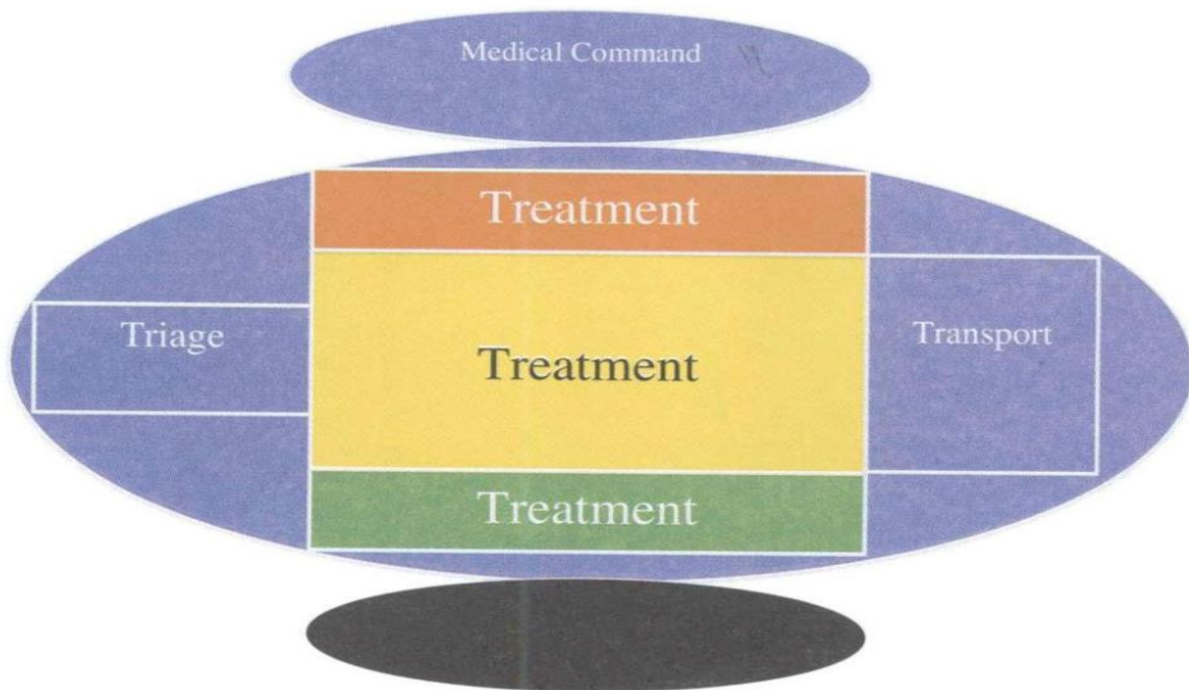 Medical Command
Treatment
Triage
Treatment
Transport
Treatment